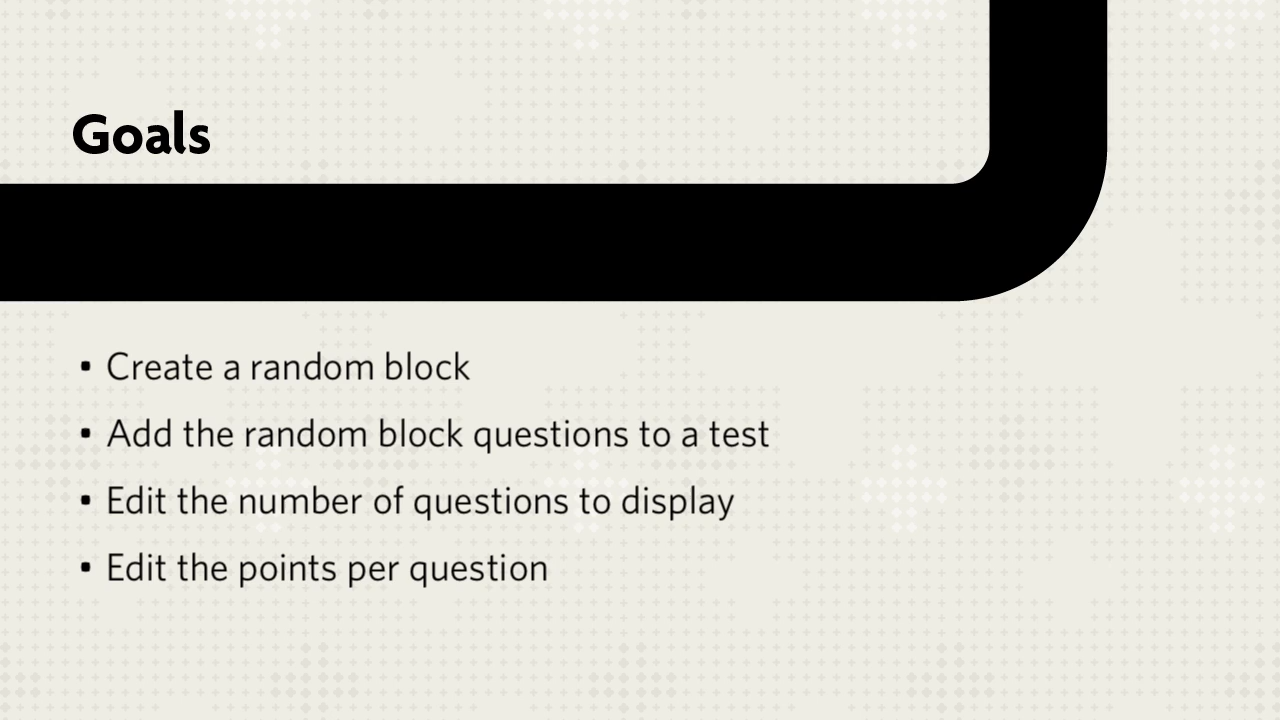 Goals
• Create a random block
• Add the random block questions to a test
• Edit the number of questions to display
• Edit the points per question